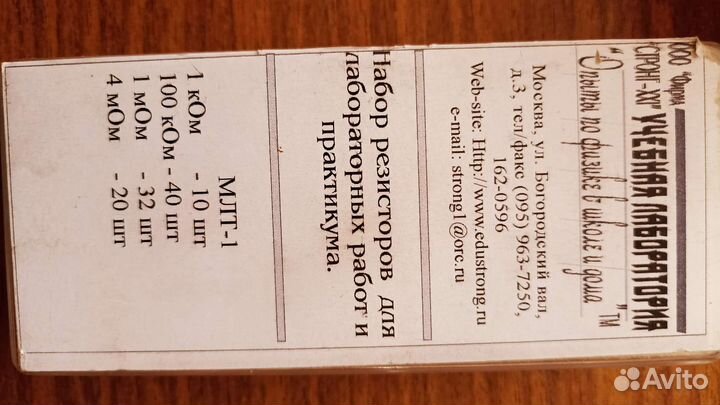 ООО "Фирма
"СТРОНГ-XXI" УЧЕБНАЯ ЛАБОРАТОРИЯ
"Опыты по физике в школе и дома" ТМ
Москва, ул. Богородский вал,
д.3, тел/факс (095) 963-7250,
162-0596
Web-site: Http://www.edustrong.ru
e-mail: strong1@orc.ru
Набор резисторов для
лабораторных работ и
практикума.
МЛТ-1
1 кОм - 10 шт
100 кОм - 40 шт
1 мОм - 32 шт
4 мОм - 20 шт
Avito